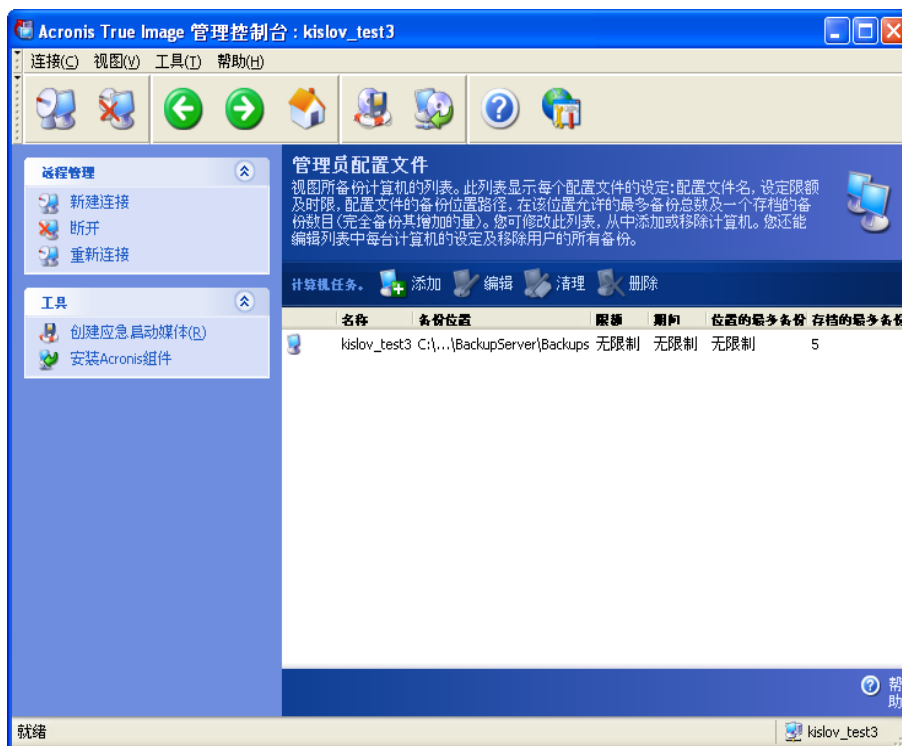 Acronis True Image 管理控制台 : kislov_test3
连接(C) 视图(V) 工具(T) 帮助(H)
远程管理
新建连接
断开
重新连接
工具
创建应急启动媒体(R)
安装Acronis组件
管理员配置文件
视图所备份计算机的列表。此列表显示每个配置文件的设定:配置文件名, 设定限额
及时限, 配置文件的备份位置路径, 在该位置允许的最多备份总数及一个存档的备
份数目(完全备份其增加的量)。您可修改此列表, 从中添加或移除计算机。您还能
编辑列表中每台计算机的设定及移除用户的所有备份。
计算机任务。 添加 编辑 清理 删除
名称 备份位置 限额 期间 位置的最多备份 存档的最多备份
kislov_test3 C:\...\BackupServer\Backups 无限制 无限制 无限制 5
帮
助
就绪 kislov_test3